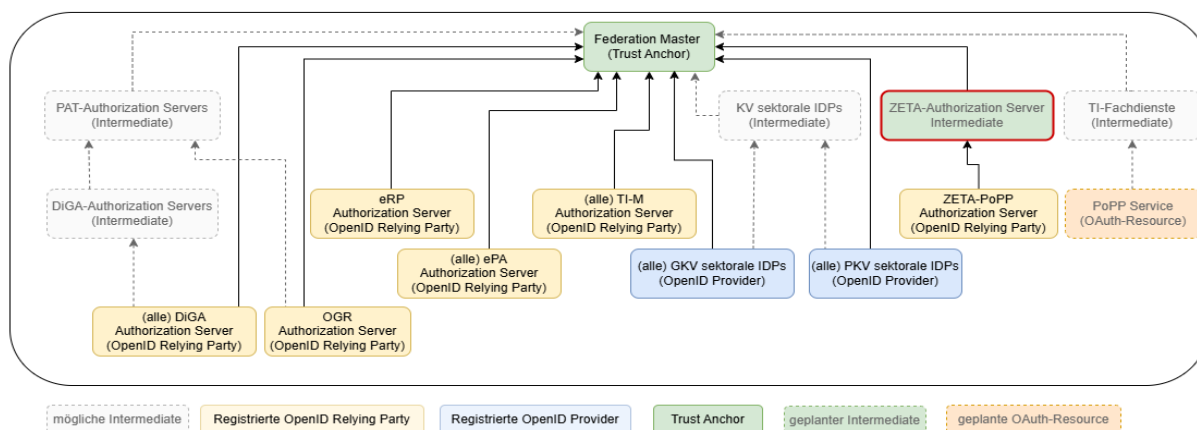 Federation Master
(Trust Anchor)
PAT-Authorization Servers
(Intermediate)
KV sektorale IDPs
(Intermediate)
ZETA-Authorization Server
Intermediate
TI-Fachdienste
(Intermediate)
DiGA-Authorization Servers
(Intermediate)
eRP
Authorization Server
(OpenID Relying Party)
(alle) TI-M
Authorization Server
(OpenID Relying Party)
ZETA-PoPP
Authorization Server
(OpenID Relying Party)
PoPP Service
(OAuth-Resource)
(alle) ePA
Authorization Server
(OpenID Relying Party)
(alle) GKV sektorale IDPs
(OpenID Provider)
(alle) PKV sektorale IDPs
(OpenID Provider)
(alle) DiGA
Authorization Server
(OpenID Relying Party)
OGR
Authorization Server
(OpenID Relying Party)
mögliche Intermediate
Registrierte OpenID Relying Party
Registrierte OpenID Provider
Trust Anchor
geplanter Intermediate
geplante OAuth-Resource